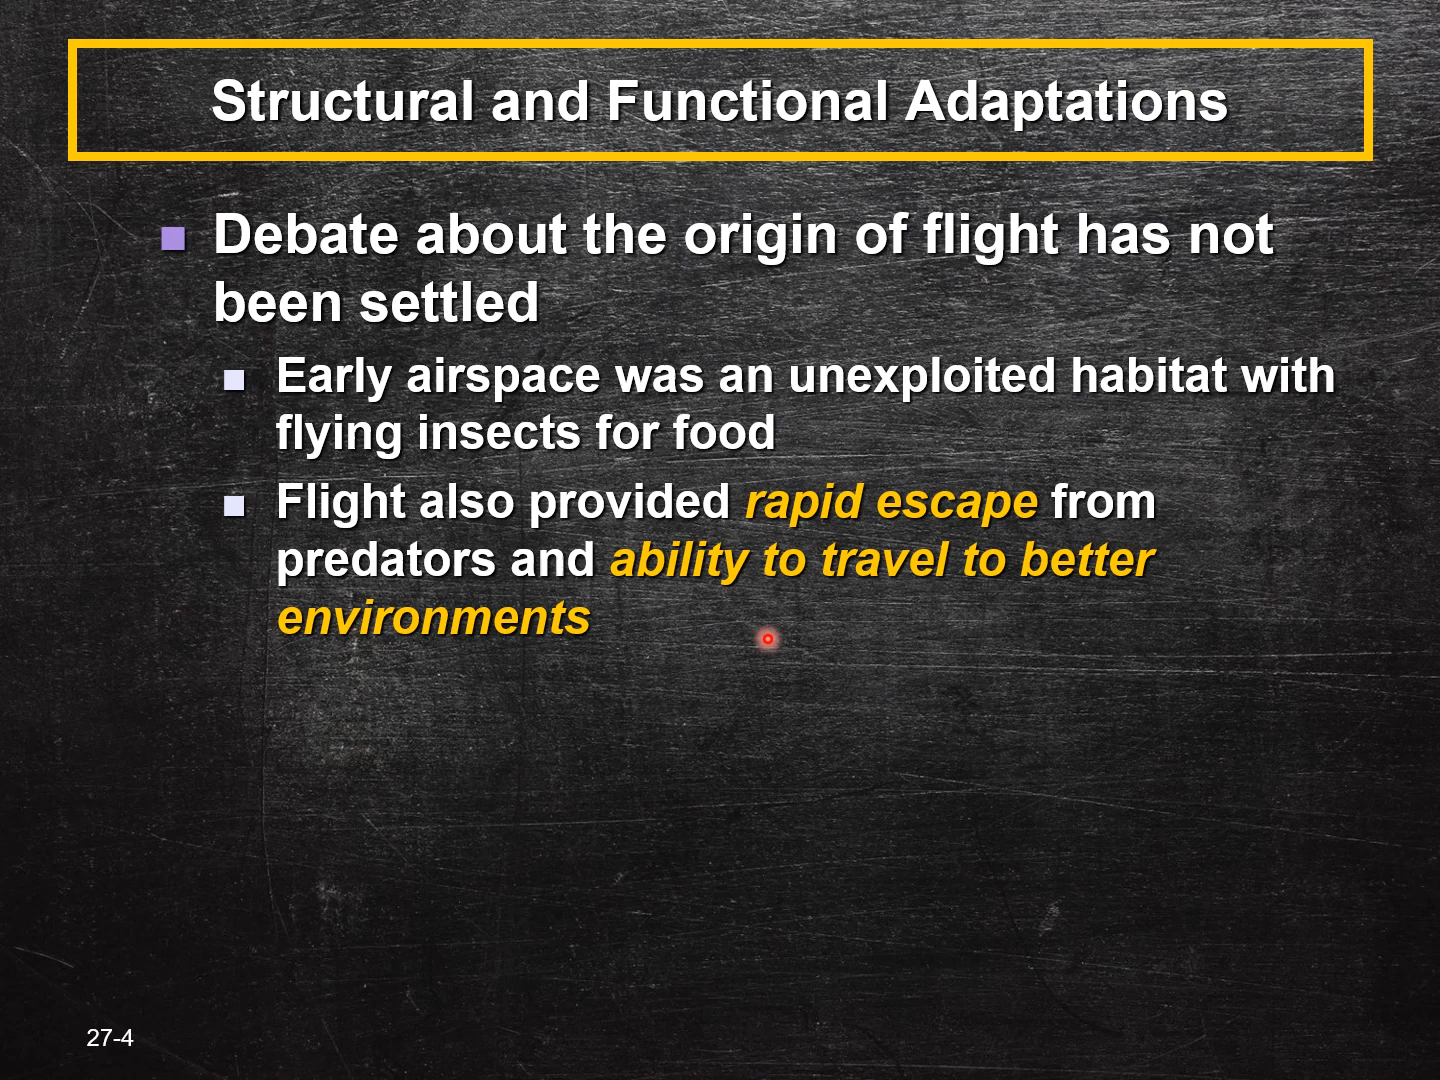 Structural and Functional Adaptations
Debate about the origin of flight has not
been settled
Early airspace was an unexploited habitat with
flying insects for food
Flight also provided rapid escape from
predators and ability to travel to better
environments
27-4